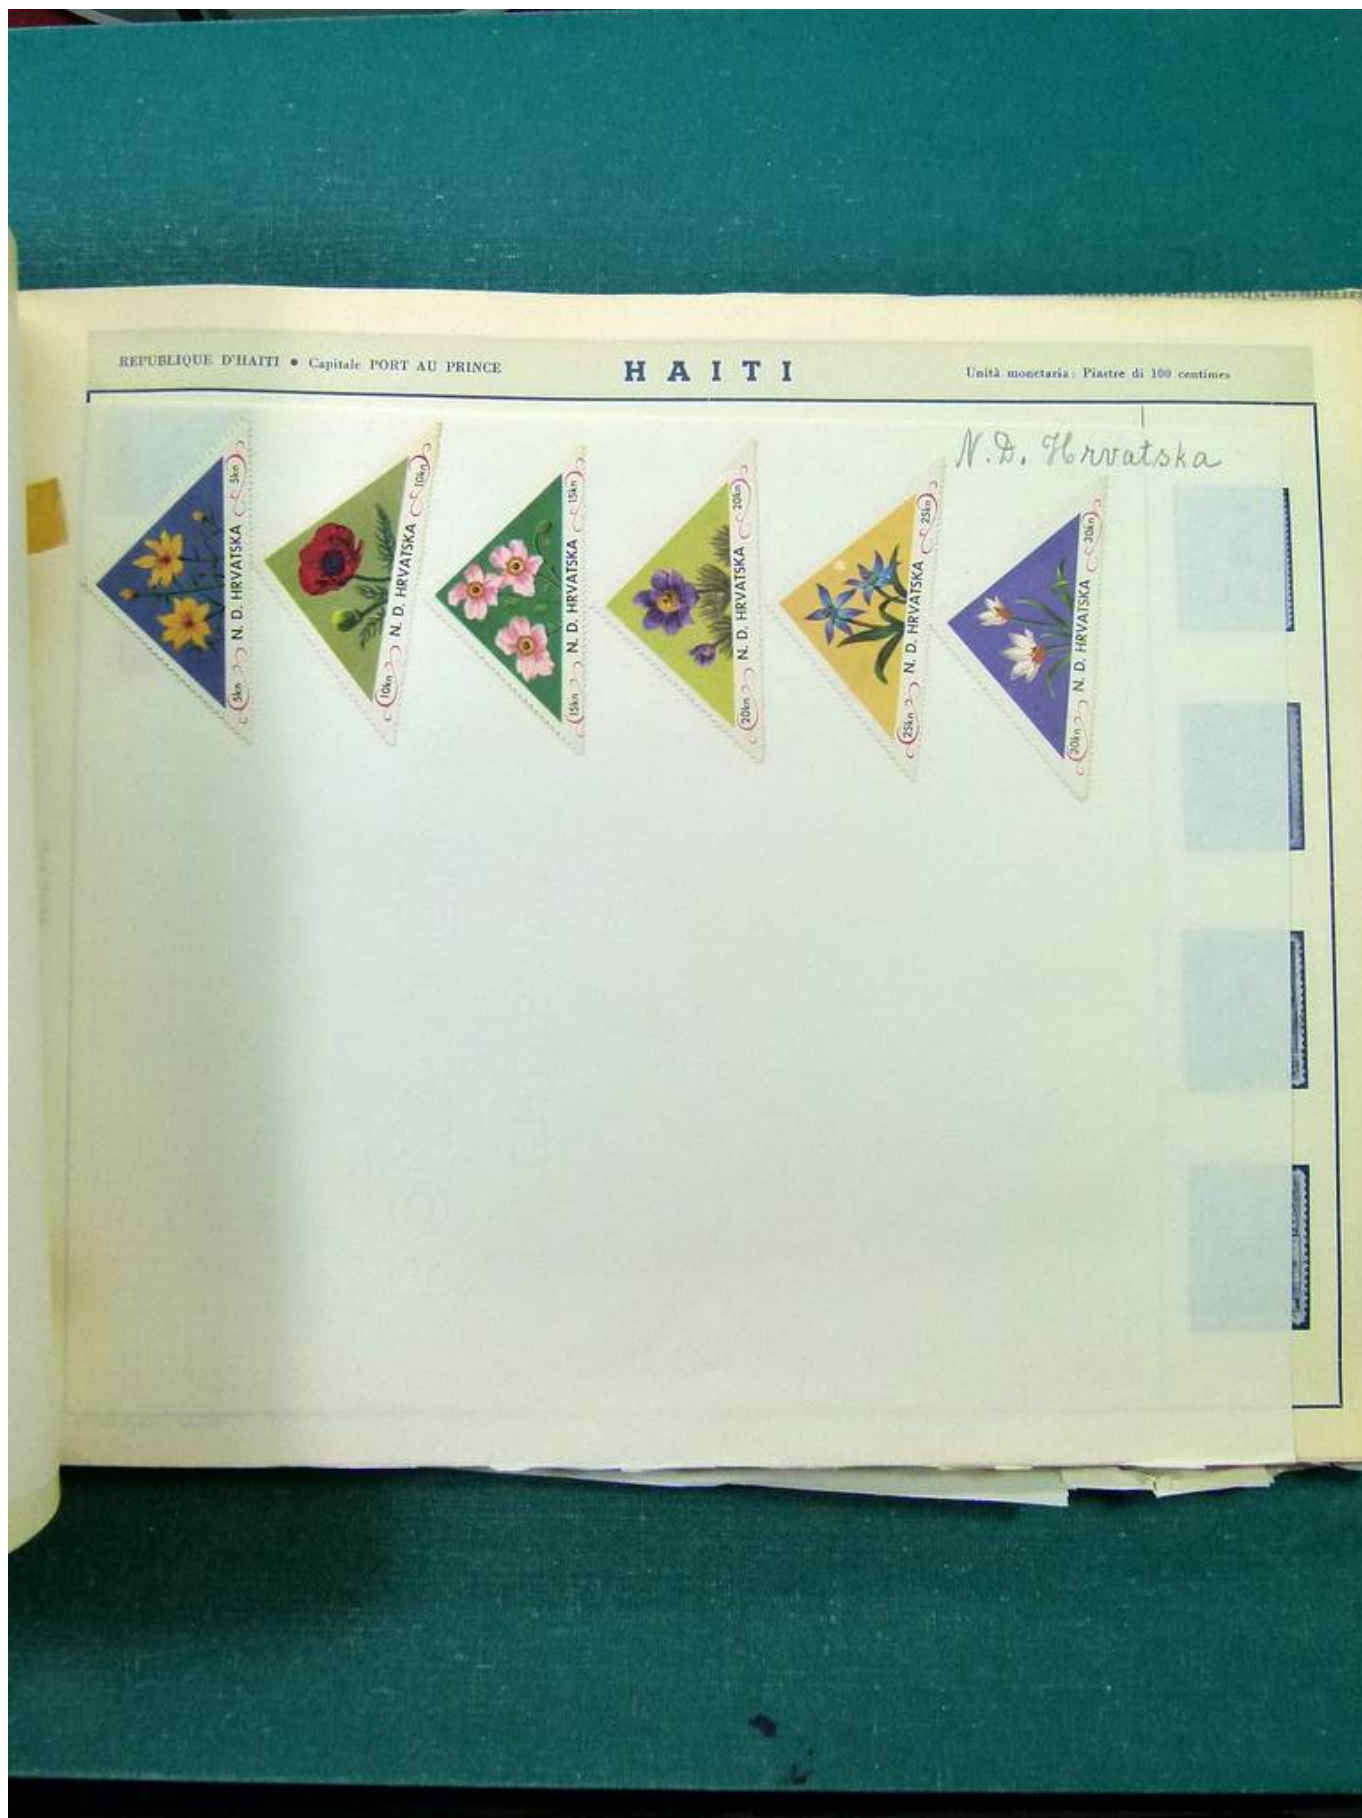 REPUBLIQUE D'HAITI • Capitale PORT AU PRINCE
HAITI
Unità monetaria: Piastre di 100 centimes
N.D. Hrvatska
5kn N. D. HRVATSKA 5kn
10kn N. D. HRVATSKA 10kn
15kn N. D. HRVATSKA 15kn
20kn N. D. HRVATSKA 20kn
25kn N. D. HRVATSKA 25kn
30kn N. D. HRVATSKA 30kn